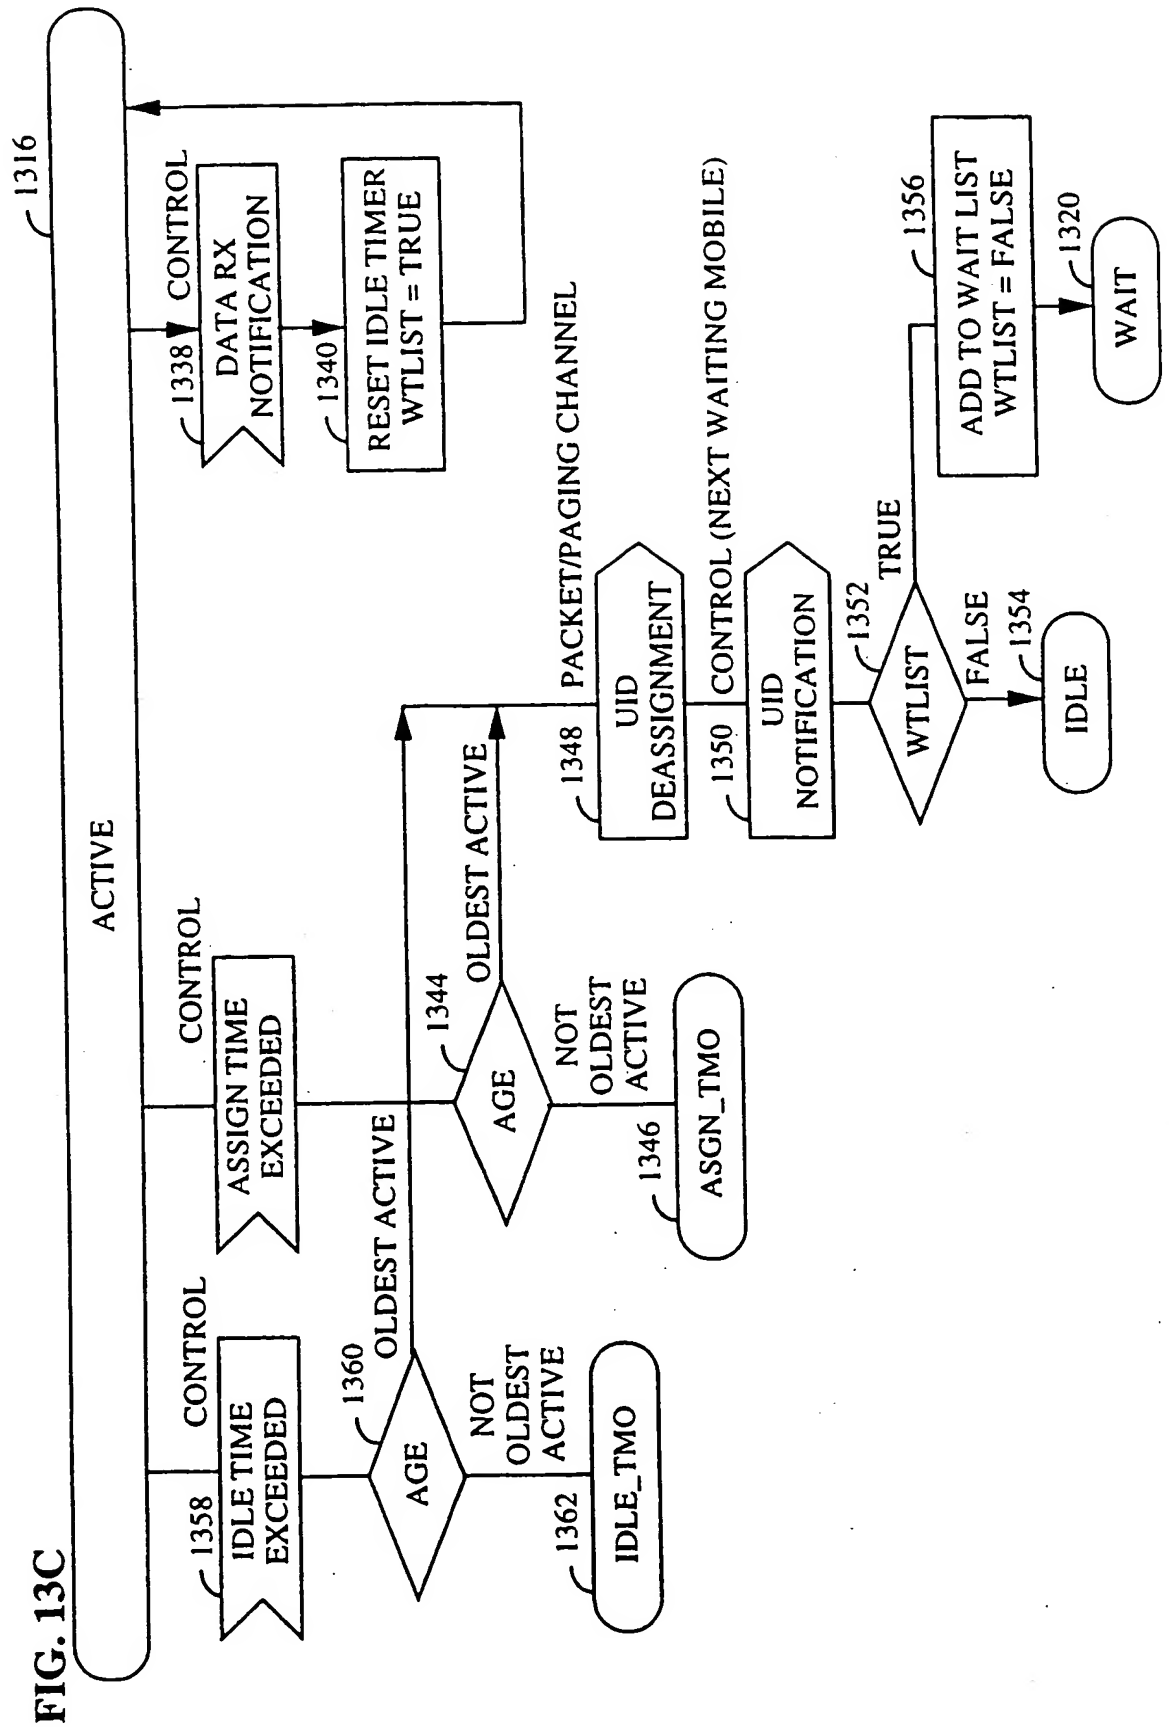 FIG. 13C
1316
ACTIVE
CONTROL
1358
IDLE TIME
EXCEEDED
1360
AGE
OLDEST ACTIVE
NOT
OLDEST
ACTIVE
1362
IDLE_TMO
CONTROL
ASSIGN TIME
EXCEEDED
1344
AGE
OLDEST ACTIVE
NOT
OLDEST
ACTIVE
1346
ASGN_TMO
CONTROL
1338
DATA RX
NOTIFICATION
1340
RESET IDLE TIMER
WTLIST = TRUE
PACKET/PAGING CHANNEL
1348
UID
DEASSIGNMENT
CONTROL (NEXT WAITING MOBILE)
1350
UID
NOTIFICATION
1352
WTLIST
TRUE
FALSE
1354
IDLE
1356
ADD TO WAIT LIST
WTLIST = FALSE
1320
WAIT